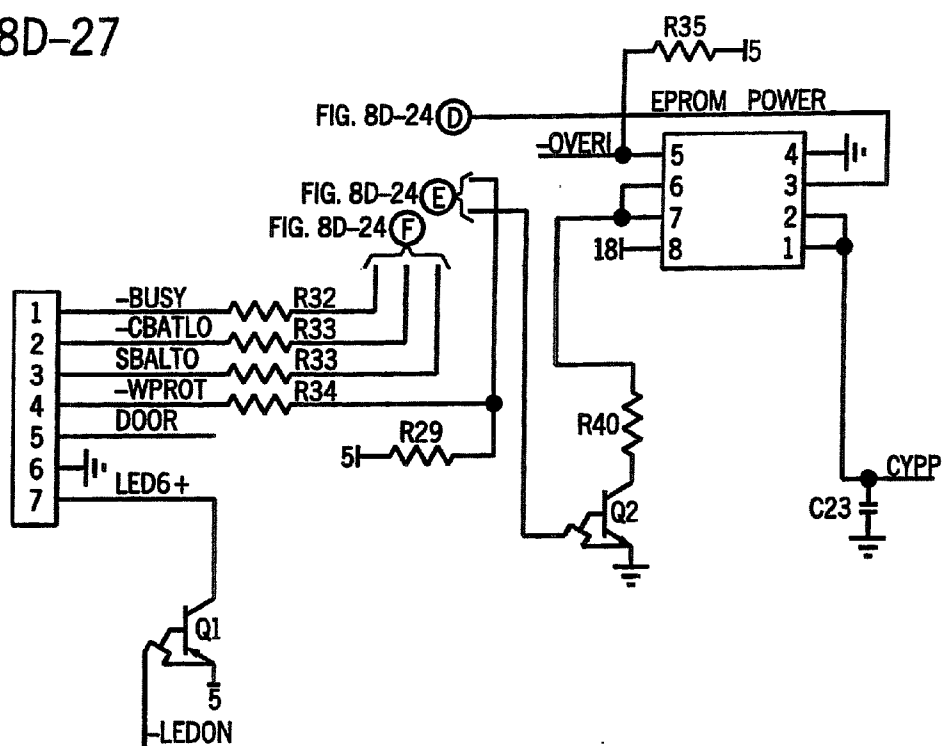 8D-27
R35
5
FIG. 8D-24 D
EPROM POWER
-OVERI
5 4
6 3
7 2
18 8 1
FIG. 8D-24 E
FIG. 8D-24 F
1 -BUSY R32
2 -CBATLO R33
3 SBALTO R33
4 -WPROT R34
5 DOOR
6
7 LED6+
5 R29
R40
Q2
CYPP
C23
Q1
5
-LEDON